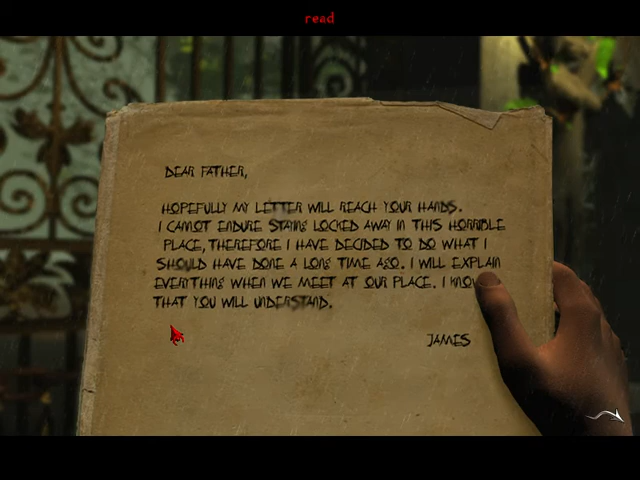 read
DEAR FATHER,
HOPEFULLY MY LETTER WILL REACH YOUR HANDS.
I CANNOT ENDURE STAYING LOCKED AWAY IN THIS HORRIBLE
PLACE, THEREFORE I HAVE DECIDED TO DO WHAT I
SHOULD HAVE DONE A LONG TIME AGO. I WILL EXPLAIN
EVERYTHING WHEN WE MEET AT OUR PLACE. I KNOW
THAT YOU WILL UNDERSTAND.
JAMES